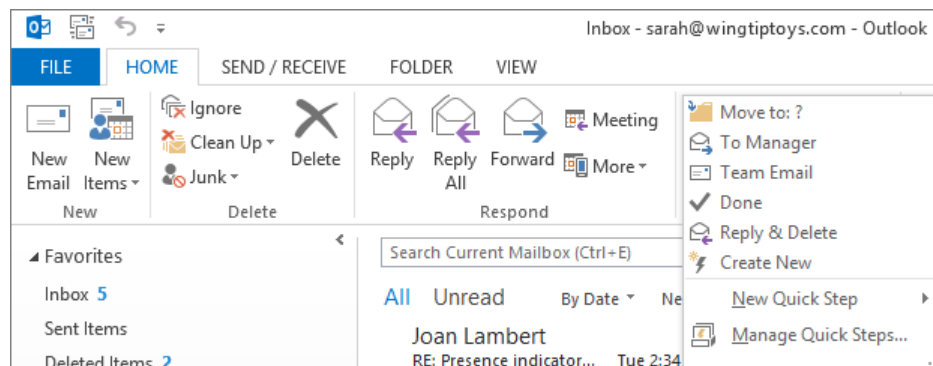 Inbox - sarah@wingtiptoys.com - Outlook
FILE HOME SEND / RECEIVE FOLDER VIEW
New Email
New Items
Ignore
Clean Up
Junk
Delete
Reply
Reply All
Forward
Meeting
More
New
Delete
Respond
Move to: ?
To Manager
Team Email
Done
Reply & Delete
Create New
New Quick Step
Manage Quick Steps...
Favorites
Inbox 5
Sent Items
Deleted Items 2
Search Current Mailbox (Ctrl+E)
All Unread By Date Ne
Joan Lambert
RE: Presence indicator... Tue 2:34